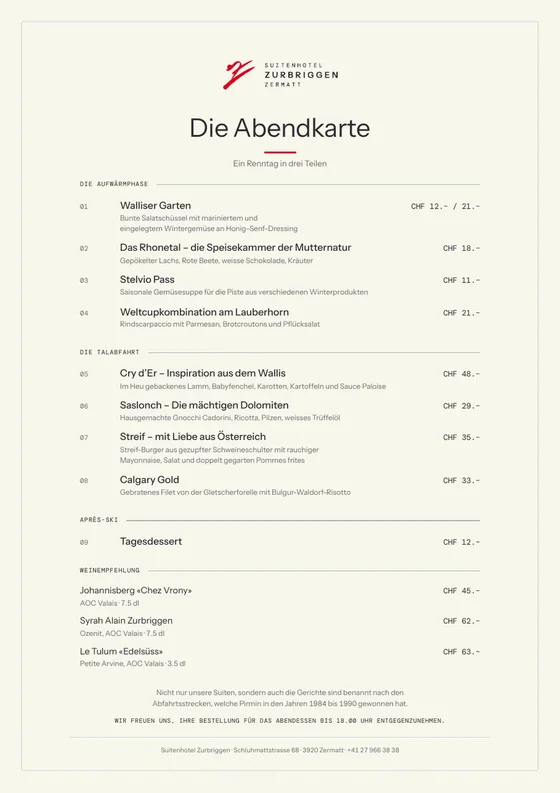 SUITENHOTEL
ZURBRIGGEN
ZERMATT
Die Abendkarte
Ein Renntag in drei Teilen
DIE AUFWÄRMPHASE
01 Walliser Garten CHF 12.– / 21.–
Bunte Salatschüssel mit mariniertem und
eingelegtem Wintergemüse an Honig-Senf-Dressing
02 Das Rhonetal – die Speisekammer der Mutternatur CHF 18.–
Gepökelter Lachs, Rote Beete, weisse Schokolade, Kräuter
03 Stelvio Pass CHF 11.–
Saisonale Gemüsesuppe für die Piste aus verschiedenen Winterprodukten
04 Weltcupkombination am Lauberhorn CHF 21.–
Rindscarpaccio mit Parmesan, Brotcroutons und Pflücksalat
DIE TALABFAHRT
05 Cry d'Er – Inspiration aus dem Wallis CHF 48.–
Im Heu gebackenes Lamm, Babyfenchel, Karotten, Kartoffeln und Sauce Paloise
06 Saslonch – Die mächtigen Dolomiten CHF 29.–
Hausgemachte Gnocchi Cadorini, Ricotta, Pilzen, weisses Trüffelöl
07 Streif – mit Liebe aus Österreich CHF 35.–
Streif-Burger aus gezupfter Schweineschulter mit rauchiger
Mayonnaise, Salat und doppelt gegarten Pommes frites
08 Calgary Gold CHF 33.–
Gebratenes Filet von der Gletscherforelle mit Bulgur-Waldorf-Risotto
APRÈS-SKI
09 Tagesdessert CHF 12.–
WEINEMPFEHLUNG
Johannisberg «Chez Vrony» CHF 45.–
AOC Valais · 7.5 dl
Syrah Alain Zurbriggen CHF 62.–
Ozenit, AOC Valais · 7.5 dl
Le Tulum «Edelsüss» CHF 63.–
Petite Arvine, AOC Valais · 3.5 dl
Nicht nur unsere Suiten, sondern auch die Gerichte sind benannt nach den
Abfahrtsstrecken, welche Pirmin in den Jahren 1984 bis 1990 gewonnen hat.
WIR FREUEN UNS, IHRE BESTELLUNG FÜR DAS ABENDESSEN BIS 18.00 UHR ENTGEGENZUNEHMEN.
Suitenhotel Zurbriggen · Schluhmattstrasse 68 · 3920 Zermatt · +41 27 966 38 38